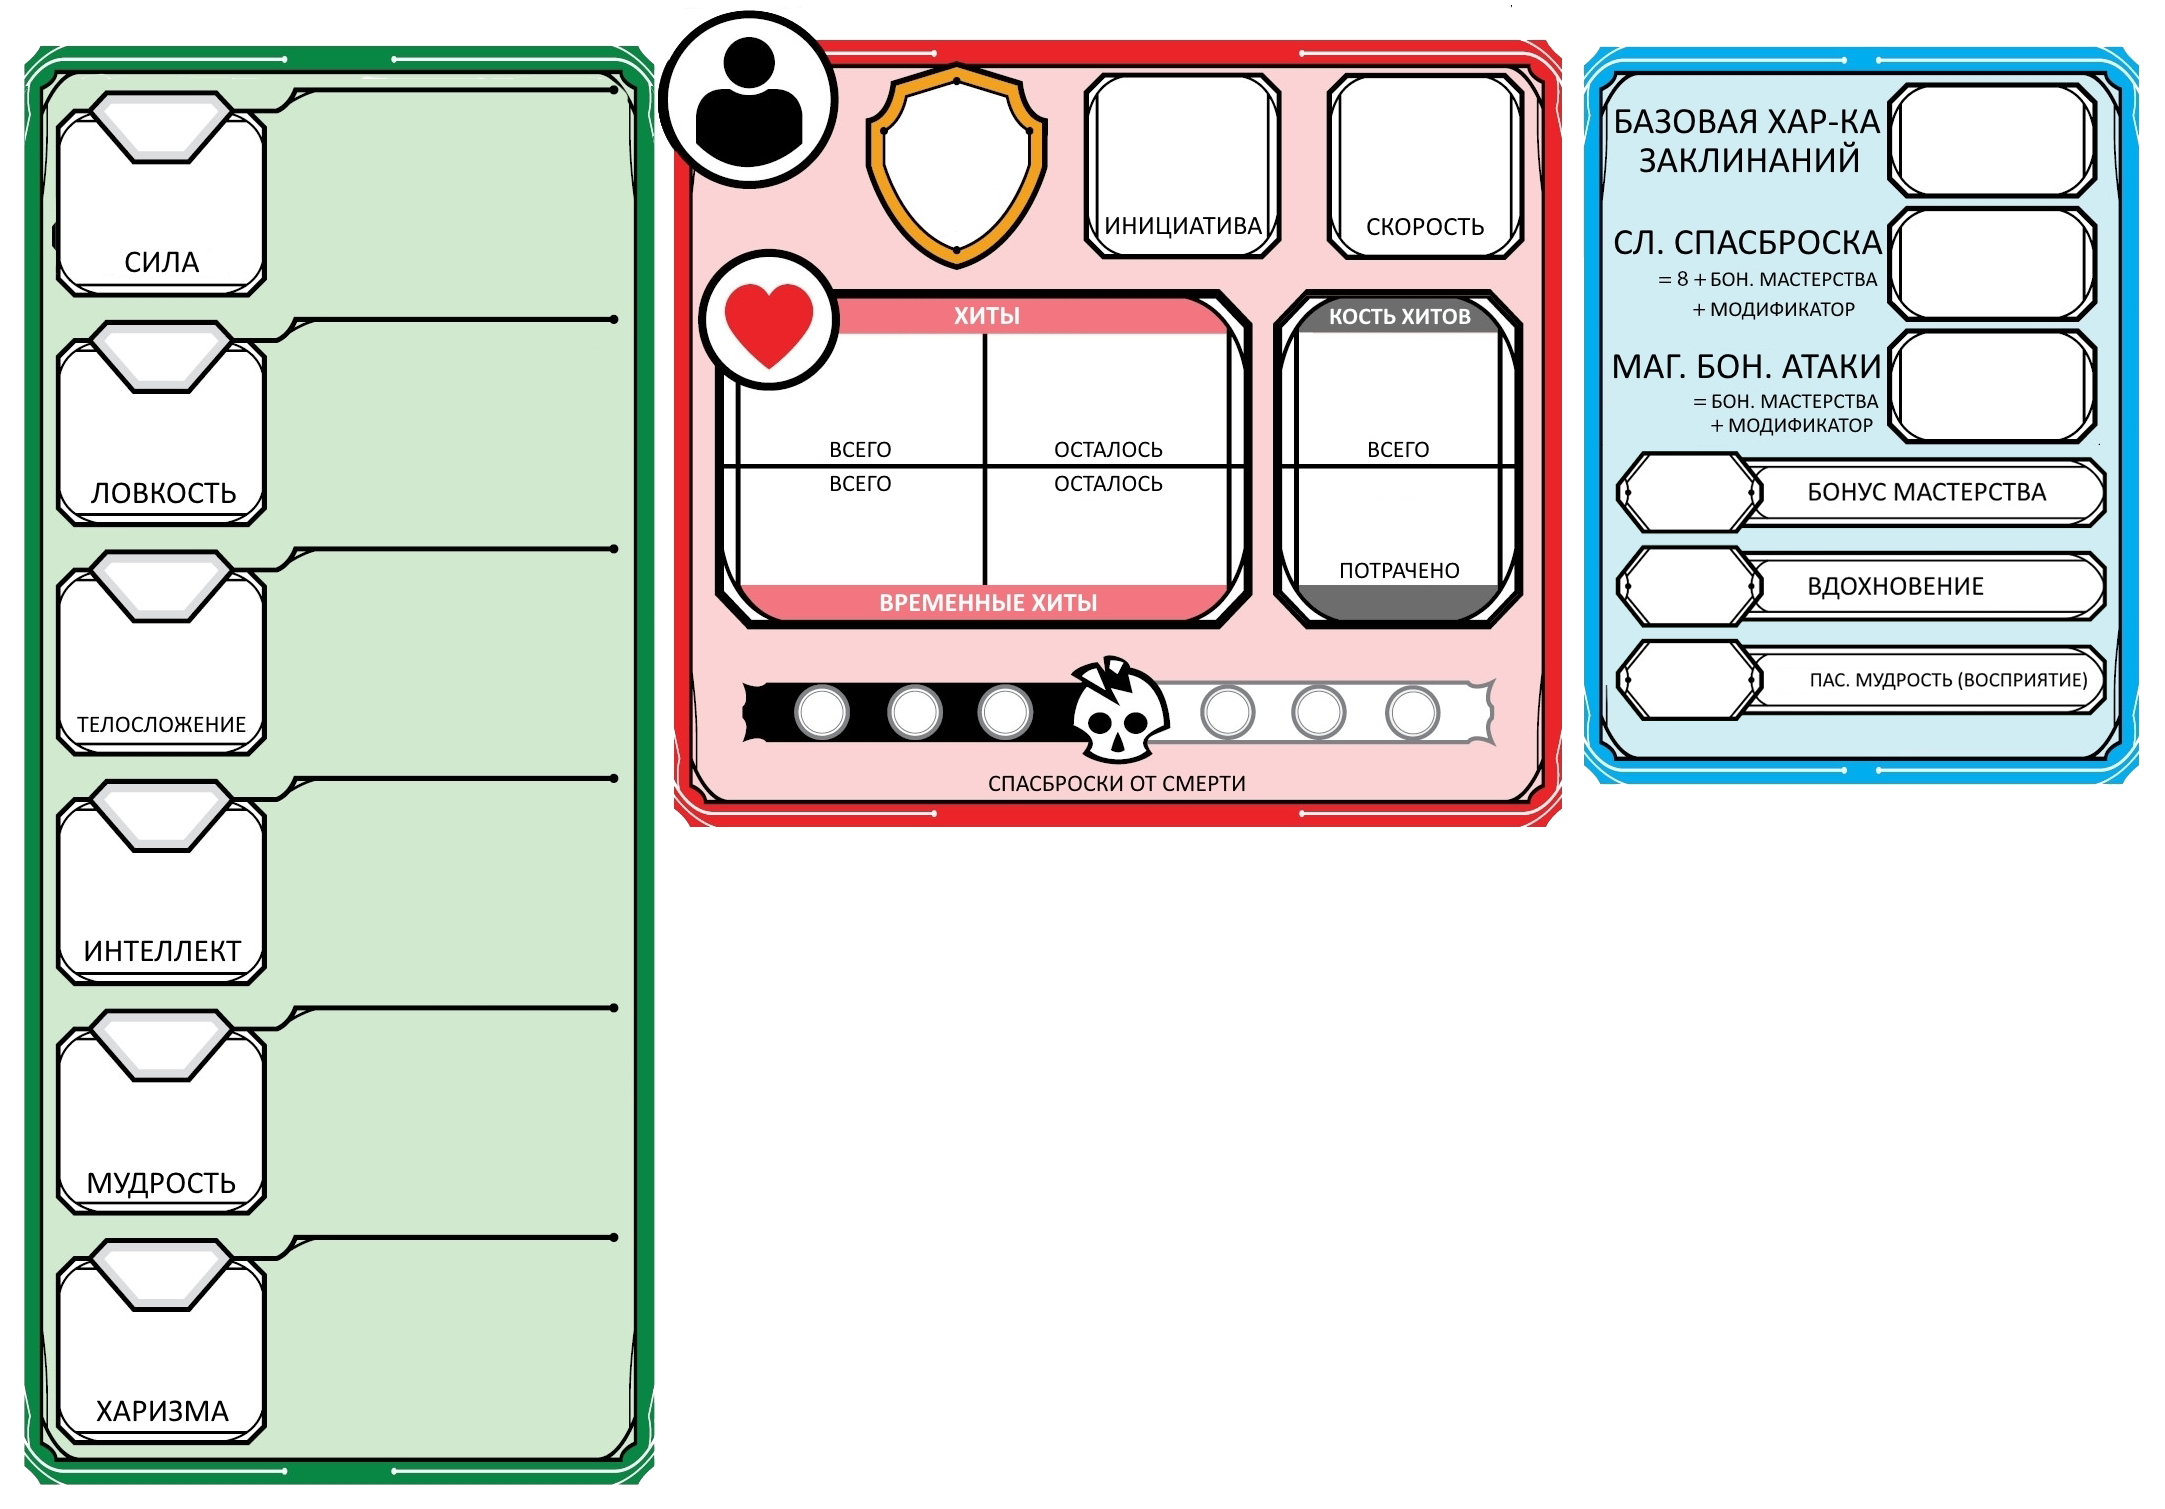 СИЛА
ЛОВКОСТЬ
ТЕЛОСЛОЖЕНИЕ
ИНТЕЛЛЕКТ
МУДРОСТЬ
ХАРИЗМА
ИНИЦИАТИВА
СКОРОСТЬ
ХИТЫ
ВСЕГО
ОСТАЛОСЬ
ВСЕГО
ОСТАЛОСЬ
ВРЕМЕННЫЕ ХИТЫ
КОСТЬ ХИТОВ
ВСЕГО
ПОТРАЧЕНО
СПАСБРОСКИ ОТ СМЕРТИ
БАЗОВАЯ ХАР-КА
ЗАКЛИНАНИЙ
СЛ. СПАСБРОСКА
= 8 + БОН. МАСТЕРСТВА
+ МОДИФИКАТОР
МАГ. БОН. АТАКИ
= БОН. МАСТЕРСТВА
+ МОДИФИКАТОР
БОНУС МАСТЕРСТВА
ВДОХНОВЕНИЕ
ПАС. МУДРОСТЬ (ВОСПРИЯТИЕ)